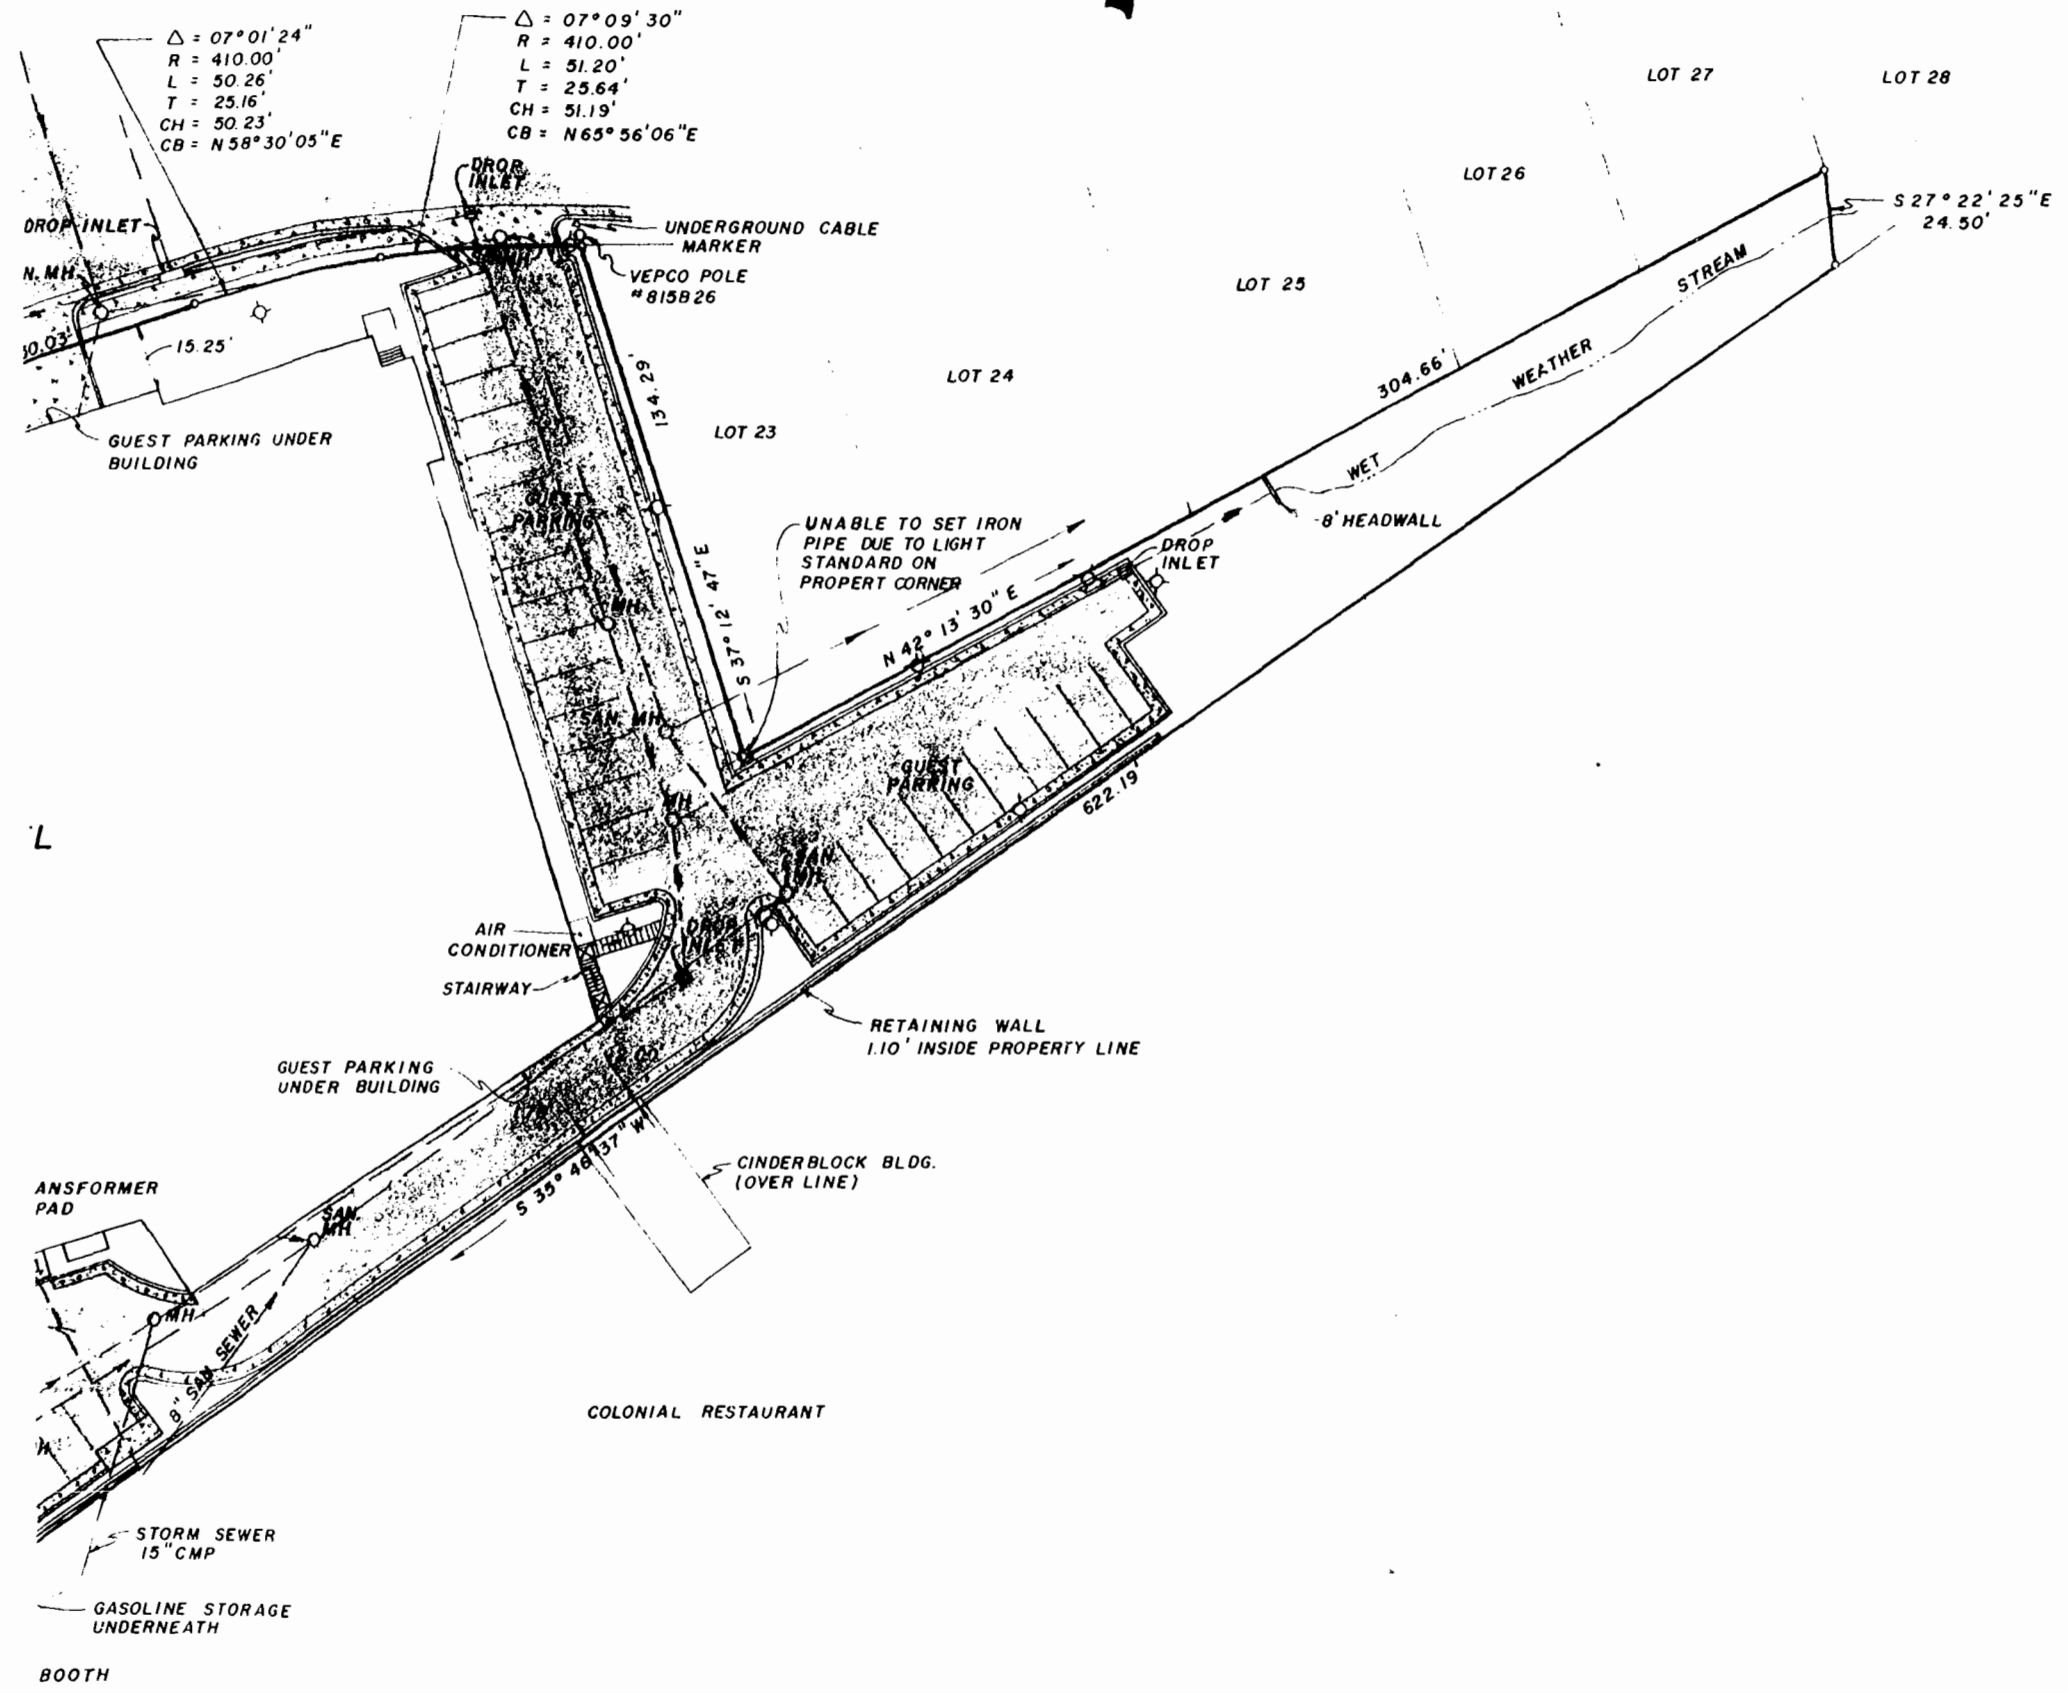 Δ = 07°01'24"
R = 410.00'
L = 50.26'
T = 25.16'
CH = 50.23'
CB = N58°30'05"E
Δ = 07°09'30"
R = 410.00'
L = 51.20'
T = 25.64'
CH = 51.19'
CB = N65°56'06"E
LOT 27
LOT 28
LOT 26
S 27° 22' 25"E
24.50'
DROP
INLET
DROP INLET
UNDERGROUND CABLE
MARKER
N. MH
VEPCO POLE
#815B26
15.25'
LOT 25
STREAM
134.29'
LOT 24
304.66'
WEATHER
LOT 23
GUEST PARKING UNDER
BUILDING
WET
GUEST
PARKING
8' HEADWALL
UNABLE TO SET IRON
PIPE DUE TO LIGHT
STANDARD ON
PROPERT CORNER
DROP
INLET
MH
S 37° 12' 47"E
N 42° 13' 30" E
SAN. MH
GUEST
PARKING
622.19'
MH
L
SAN.
MH
AIR
CONDITIONER
DROP
INLET
STAIRWAY
RETAINING WALL
1.10' INSIDE PROPERTY LINE
GUEST PARKING
UNDER BUILDING
S 35° 46' 37" W
CINDERBLOCK BLDG.
(OVER LINE)
ANSFORMER
PAD
SAN.
MH
MH
8" SAN SEWER
COLONIAL RESTAURANT
H
STORM SEWER
15" CMP
GASOLINE STORAGE
UNDERNEATH
BOOTH